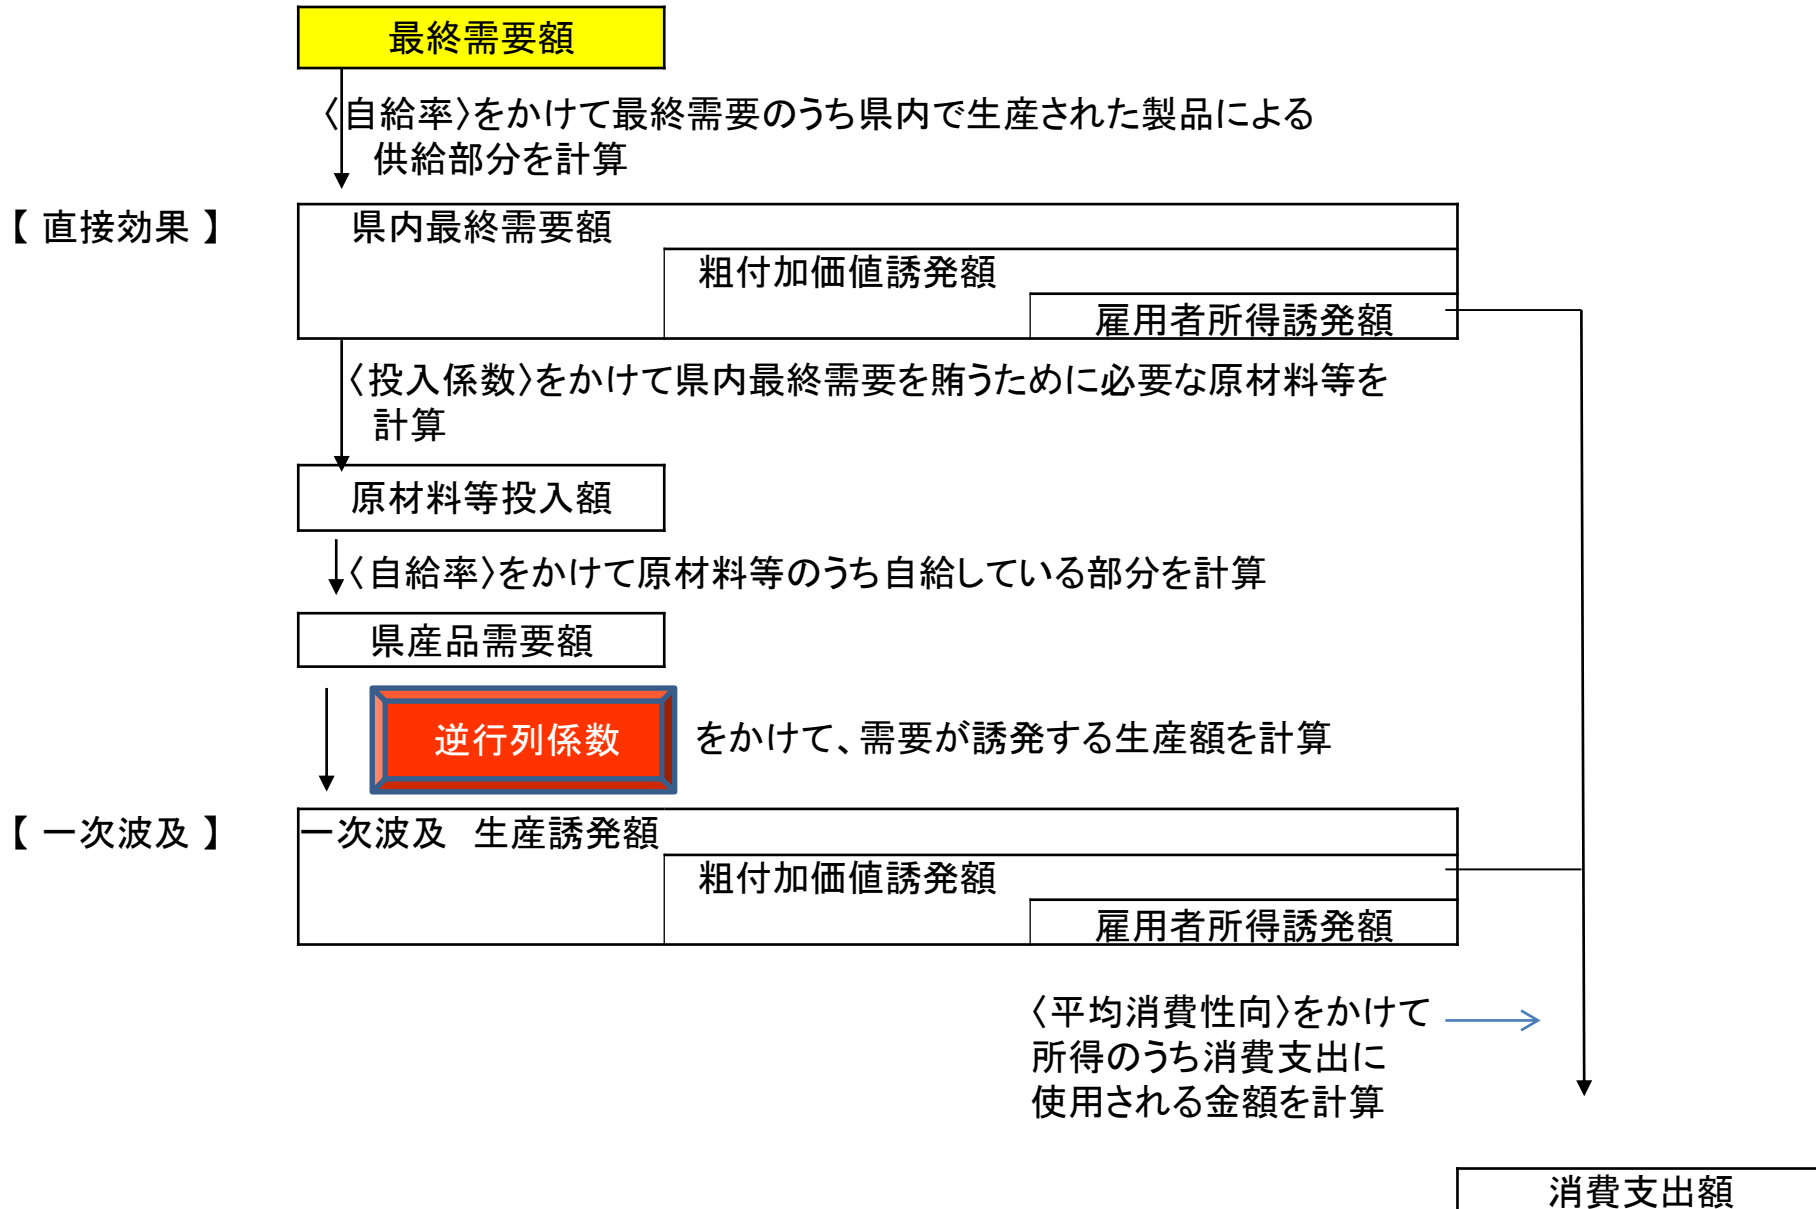 最終需要額
〈自給率〉をかけて最終需要のうち県内で生産された製品による
供給部分を計算
【 直接効果 】
県内最終需要額
粗付加価値誘発額
雇用者所得誘発額
〈投入係数〉をかけて県内最終需要を賄うために必要な原材料等を
計算
原材料等投入額
〈自給率〉をかけて原材料等のうち自給している部分を計算
県産品需要額
逆行列係数 をかけて、需要が誘発する生産額を計算
【 一次波及 】
一次波及 生産誘発額
粗付加価値誘発額
雇用者所得誘発額
〈平均消費性向〉をかけて
所得のうち消費支出に
使用される金額を計算
消費支出額